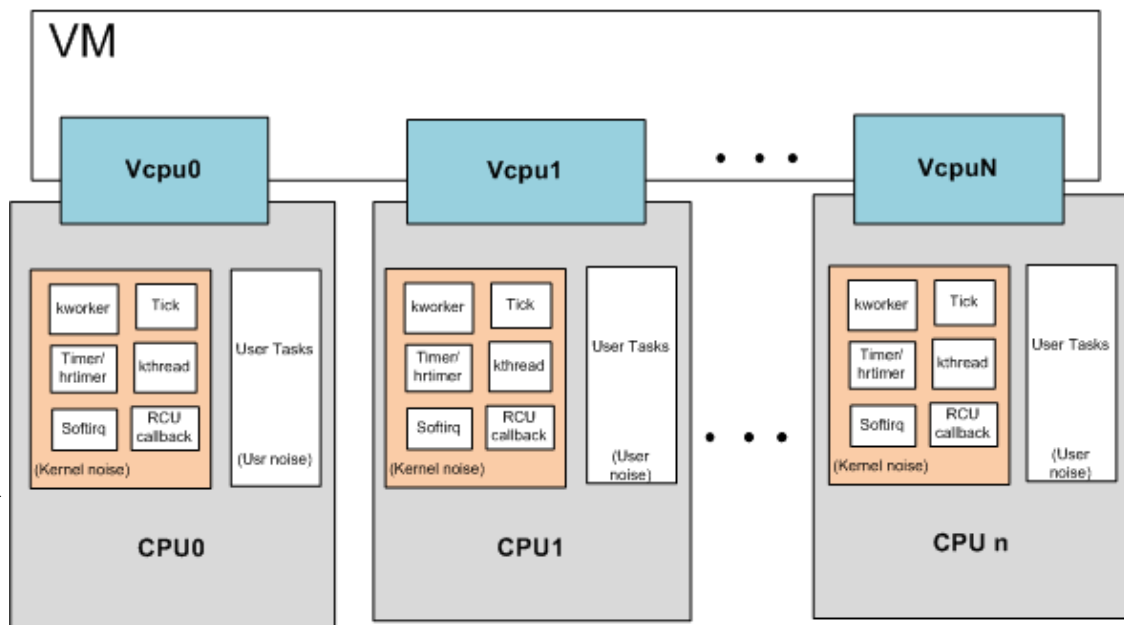 VM
Vcpu0
Vcpu1
VcpuN
kworker
Tick
Timer/
hrtimer
kthread
Softirq
RCU
callback
(Kernel noise)
User Tasks
(Usr noise)
CPU0
kworker
Tick
Timer/
hrtimer
kthread
Softirq
RCU
callback
(Kernel noise)
User Tasks
(User
noise)
CPU1
kworker
Tick
Timer/
hrtimer
kthread
Softirq
RCU
callback
(Kernel noise)
User Tasks
(User
noise)
CPU n